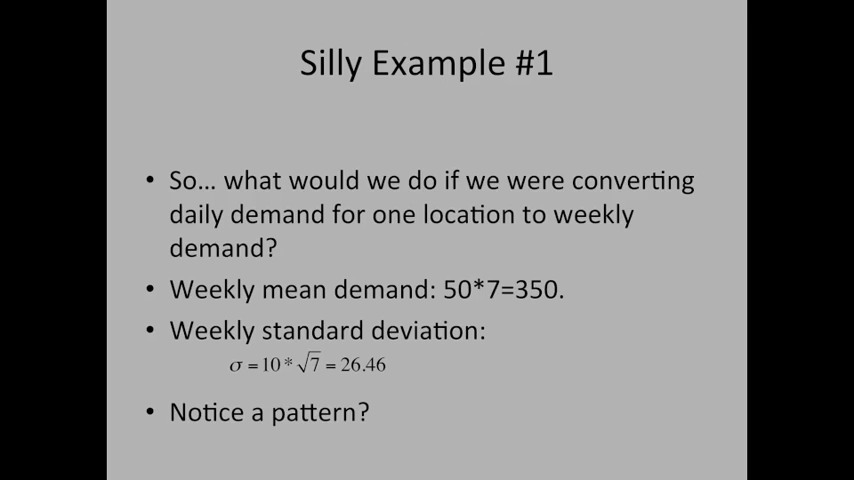 Silly Example #1
• So… what would we do if we were converting
daily demand for one location to weekly
demand?
• Weekly mean demand: 50*7=350.
• Weekly standard deviation:
σ = 10 * √7 = 26.46
• Notice a pattern?